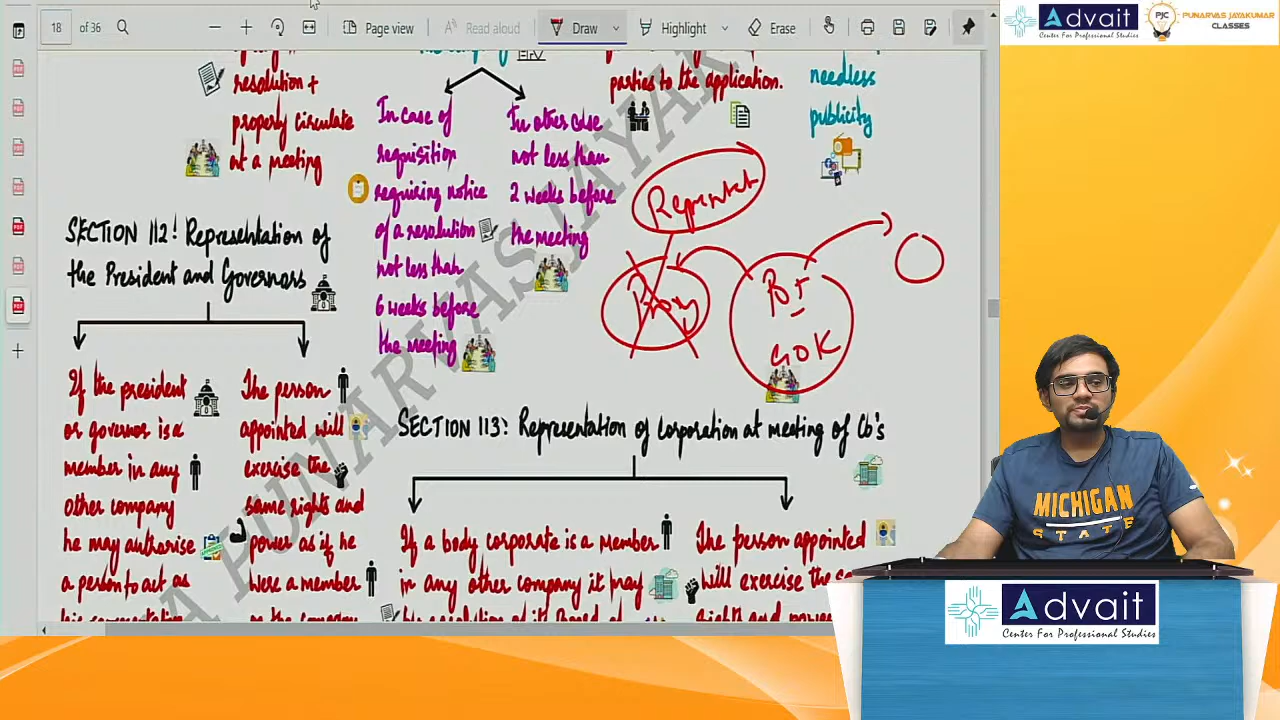 18 of 36
Page view
Read aloud
Draw
Highlight
Erase
Advait
Center For Professional Studies
PJC
PUNARVAS JAYAKUMAR
CLASSES
resolution +
properly circulate
at a meeting
In case of
requisition
requiring notice
of a resolution
not less than
6 weeks before
the meeting
In other case
not less than
2 weeks before
the meeting
parties to the application.
needless
publicity
Represntat
Proxy
GOK
SECTION 112: Representation of
the President and Governors
If the president
or governor is a
member in any
other company
he may authorise
a person to act as
The person
appointed will
exercise the
same rights and
power as if he
were a member
SECTION 113: Representation of corporation at meeting of Co's
If a body corporate is a member
in any other company it may
The person appointed
will exercise the
A PUNARVAS JAYAK
MICHIGAN
STATE
Advait
Center For Professional Studies